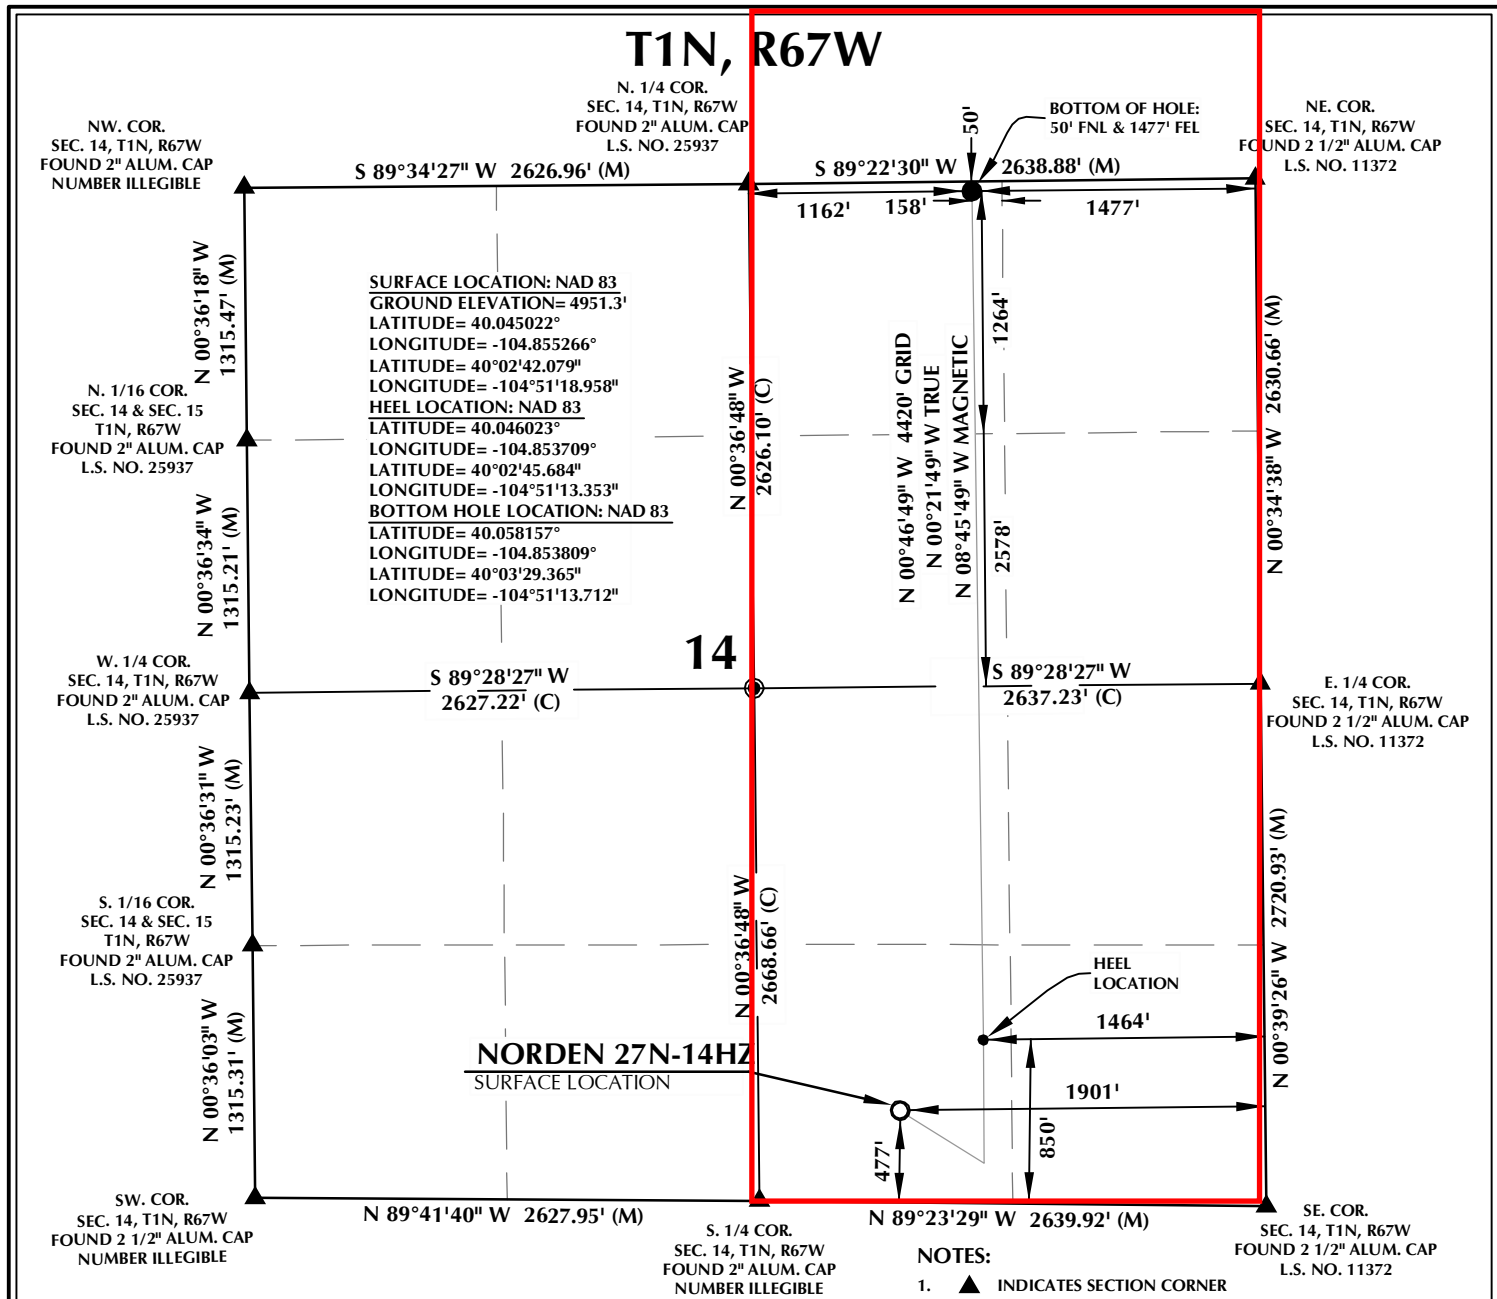 T1N, R67W
NW. COR.
SEC. 14, T1N, R67W
FOUND 2" ALUM. CAP
NUMBER ILLEGIBLE
N. 1/4 COR.
SEC. 14, T1N, R67W
FOUND 2" ALUM. CAP
L.S. NO. 25937
50'
BOTTOM OF HOLE:
50' FNL & 1477' FEL
NE. COR.
SEC. 14, T1N, R67W
FOUND 2 1/2" ALUM. CAP
L.S. NO. 11372
S 89°34'27" W 2626.96' (M)
S 89°22'30" W 2638.88' (M)
1162'
158'
1477'
N 00°36'18" W
1315.47' (M)
SURFACE LOCATION: NAD 83
GROUND ELEVATION= 4951.3'
LATITUDE= 40.045022°
LONGITUDE= -104.855266°
LATITUDE= 40°02'42.079"
LONGITUDE= -104°51'18.958"
HEEL LOCATION: NAD 83
LATITUDE= 40.046023°
LONGITUDE= -104.853709°
LATITUDE= 40°02'45.684"
LONGITUDE= -104°51'13.353"
BOTTOM HOLE LOCATION: NAD 83
LATITUDE= 40.058157°
LONGITUDE= -104.853809°
LATITUDE= 40°03'29.365"
LONGITUDE= -104°51'13.712"
N 00°36'48" W
2626.10' (C)
N 00°46'49" W 4420' GRID
N 00°21'49" W TRUE
N 08°45'49" W MAGNETIC
1264'
2578'
N 00°34'38" W 2630.66' (M)
N. 1/16 COR.
SEC. 14 & SEC. 15
T1N, R67W
FOUND 2" ALUM. CAP
L.S. NO. 25937
N 00°36'34" W
1315.21' (M)
14
W. 1/4 COR.
SEC. 14, T1N, R67W
FOUND 2" ALUM. CAP
L.S. NO. 25937
S 89°28'27" W
2627.22' (C)
S 89°28'27" W
2637.23' (C)
E. 1/4 COR.
SEC. 14, T1N, R67W
FOUND 2 1/2" ALUM. CAP
L.S. NO. 11372
N 00°36'31" W
1315.23' (M)
N 00°36'48" W
2668.66' (C)
N 00°39'26" W 2720.93' (M)
S. 1/16 COR.
SEC. 14 & SEC. 15
T1N, R67W
FOUND 2" ALUM. CAP
L.S. NO. 25937
HEEL
LOCATION
1464'
N 00°36'03" W
1315.31' (M)
NORDEN 27N-14HZ
SURFACE LOCATION
1901'
477'
850'
SW. COR.
SEC. 14, T1N, R67W
FOUND 2 1/2" ALUM. CAP
NUMBER ILLEGIBLE
N 89°41'40" W 2627.95' (M)
S. 1/4 COR.
SEC. 14, T1N, R67W
FOUND 2" ALUM. CAP
NUMBER ILLEGIBLE
N 89°23'29" W 2639.92' (M)
SE. COR.
SEC. 14, T1N, R67W
FOUND 2 1/2" ALUM. CAP
L.S. NO. 11372
NOTES:
1. ▲ INDICATES SECTION CORNER